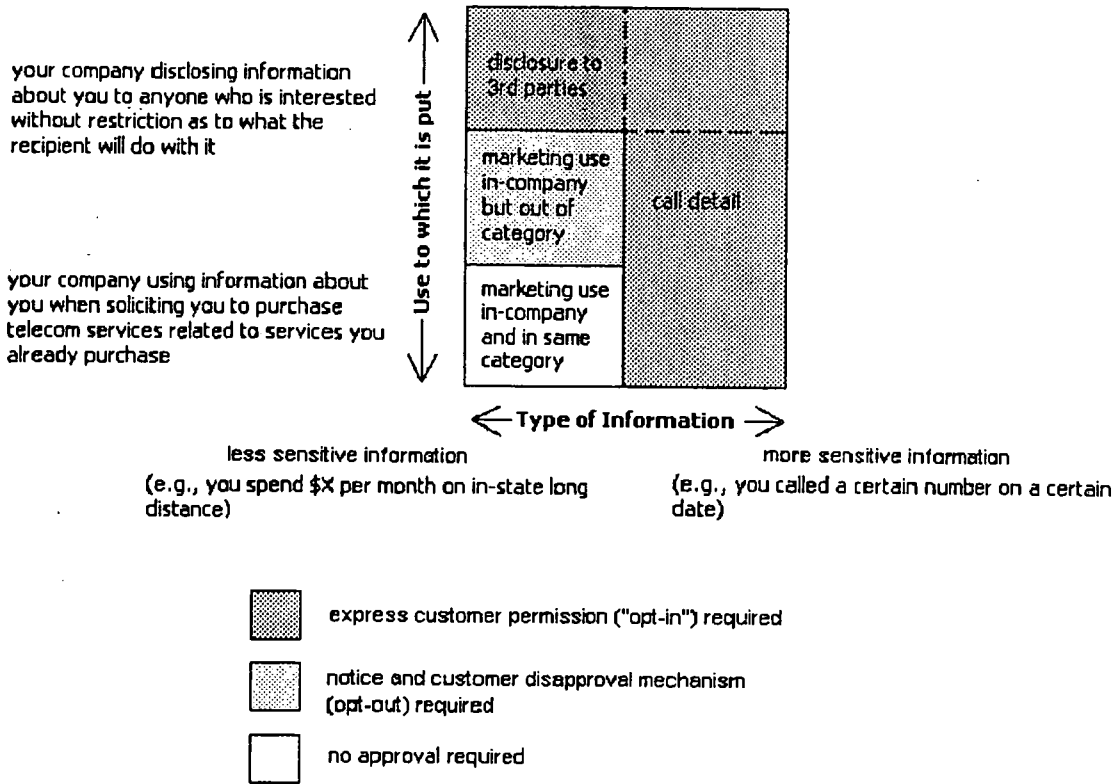 your company disclosing information
about you to anyone who is interested
without restriction as to what the
recipient will do with it
your company using information about
you when soliciting you to purchase
telecom services related to services you
already purchase
Use to which it is put
disclosure to
3rd parties
marketing use
in-company
but out of
category
call detail
marketing use
in-company
and in same
category
Type of Information
less sensitive information
(e.g., you spend $X per month on in-state long
distance)
more sensitive information
(e.g., you called a certain number on a certain
date)
express customer permission ("opt-in") required
notice and customer disapproval mechanism
(opt-out) required
no approval required